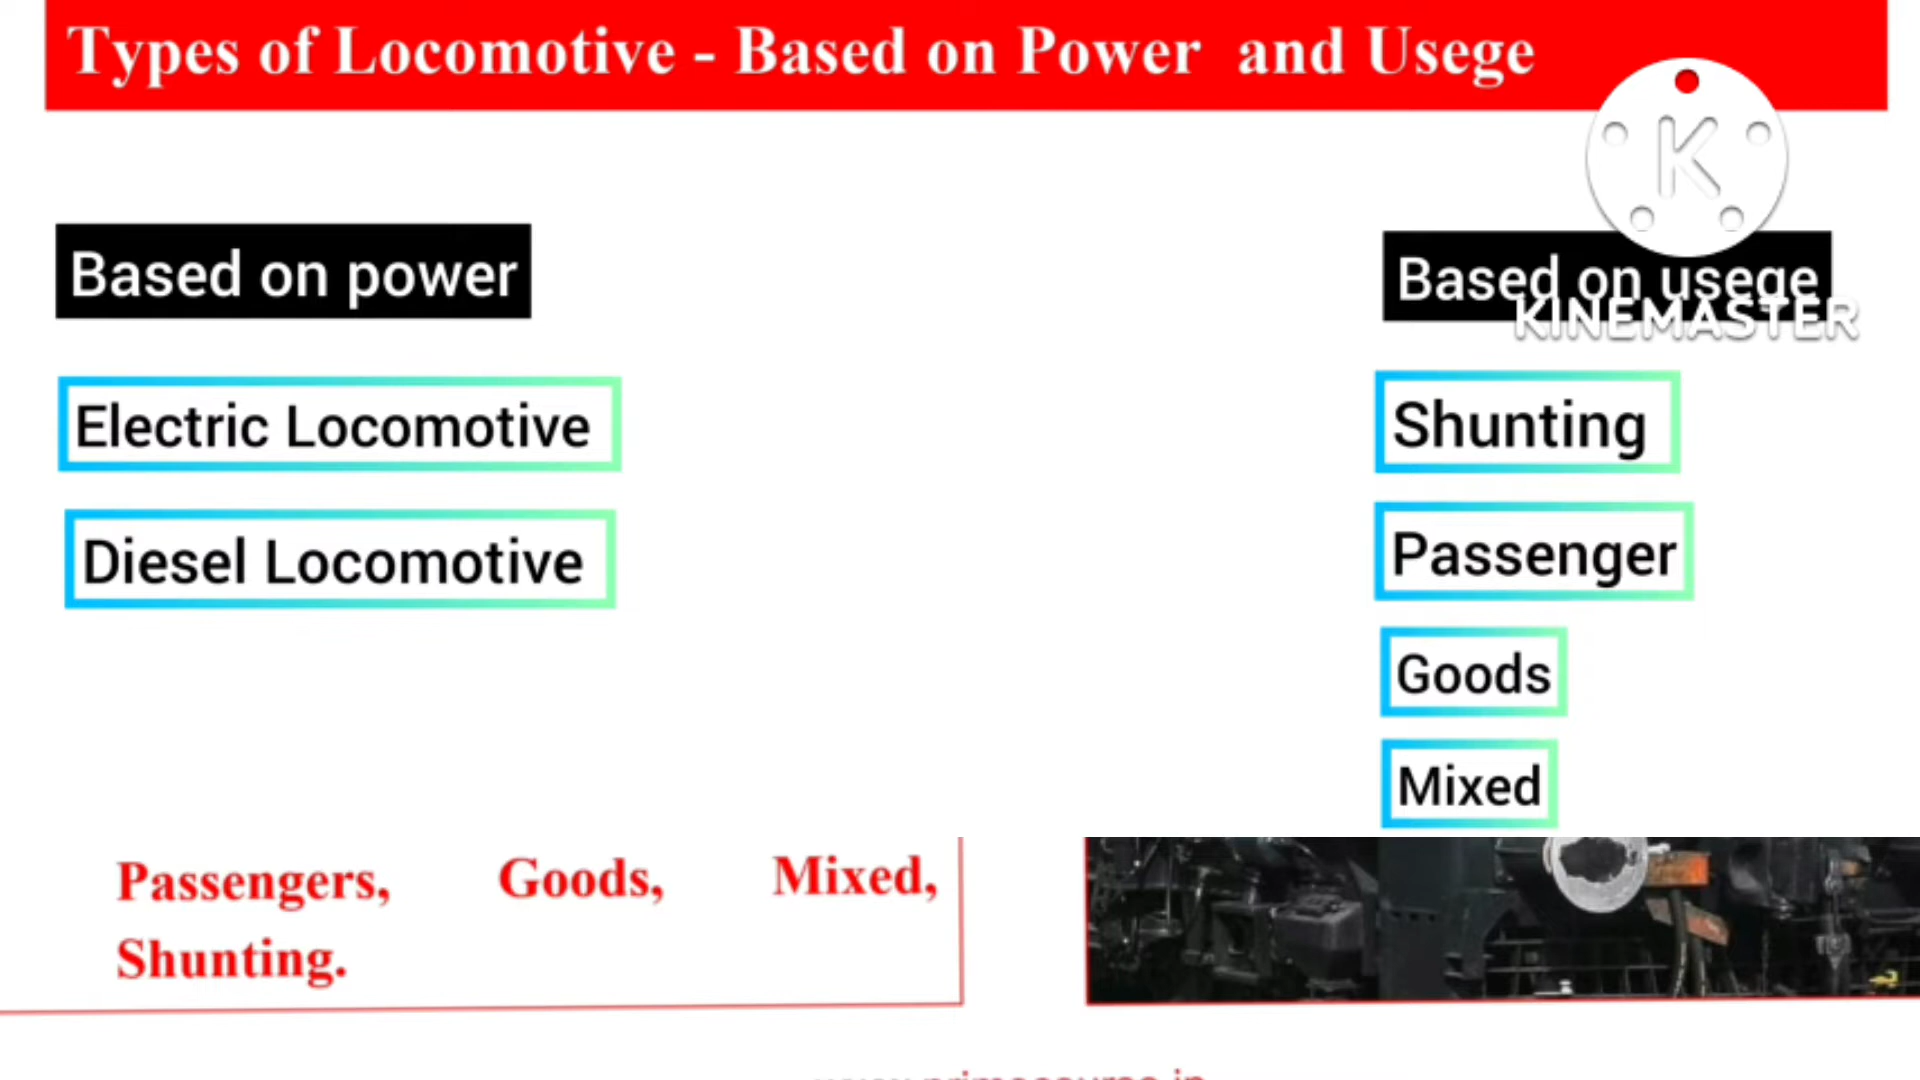 Types of Locomotive - Based on Power and Usege
K
Based on power
Based on usege
KINEMASTER
Electric Locomotive
Shunting
Diesel Locomotive
Passenger
Goods
Mixed
Passengers, Goods, Mixed,
Shunting.